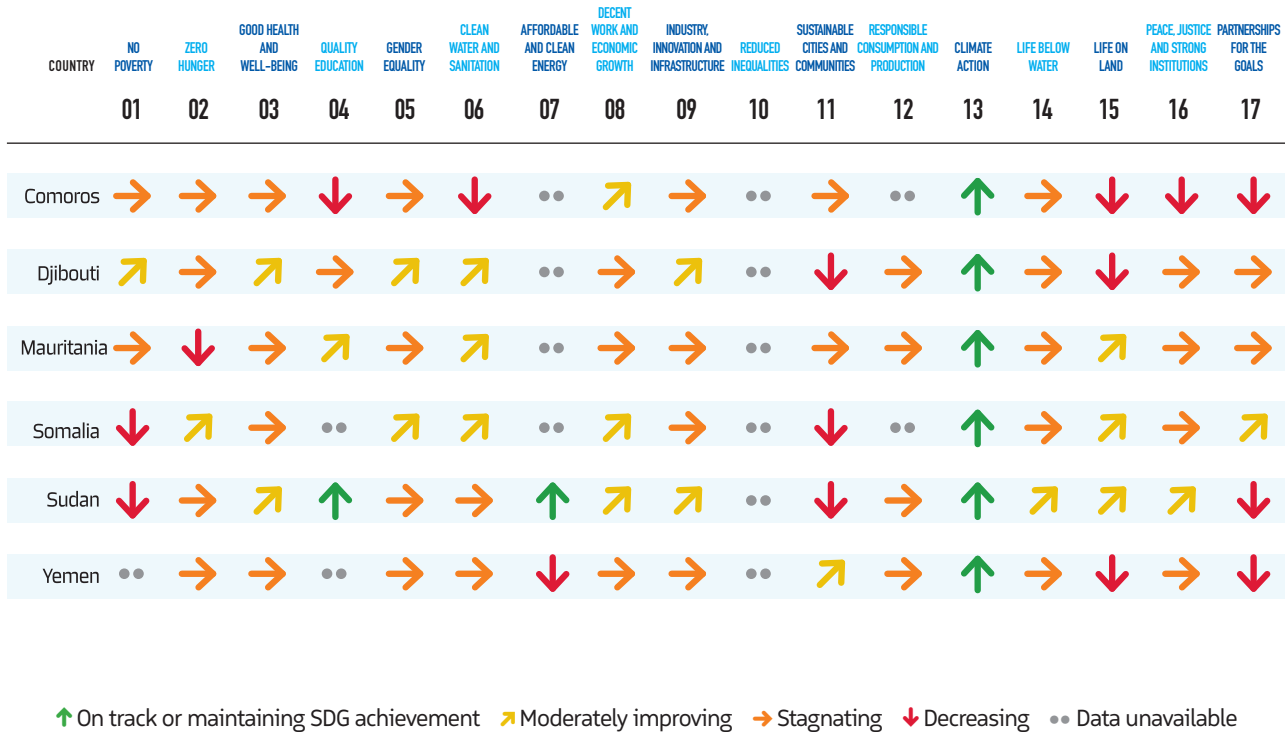 COUNTRY
NO
POVERTY
ZERO
HUNGER
GOOD HEALTH
AND
WELL-BEING
QUALITY
EDUCATION
GENDER
EQUALITY
CLEAN
WATER AND
SANITATION
AFFORDABLE
AND CLEAN
ENERGY
DECENT
WORK AND
ECONOMIC
GROWTH
INDUSTRY,
INNOVATION AND
INFRASTRUCTURE
REDUCED
INEQUALITIES
SUSTAINABLE
CITIES AND
COMMUNITIES
RESPONSIBLE
CONSUMPTION AND
PRODUCTION
CLIMATE
ACTION
LIFE BELOW
WATER
LIFE ON
LAND
PEACE, JUSTICE
AND STRONG
INSTITUTIONS
PARTNERSHIPS
FOR THE
GOALS
01 02 03 04 05 06 07 08 09 10 11 12 13 14 15 16 17
Comoros
Djibouti
Mauritania
Somalia
Sudan
Yemen
On track or maintaining SDG achievement Moderately improving Stagnating Decreasing Data unavailable